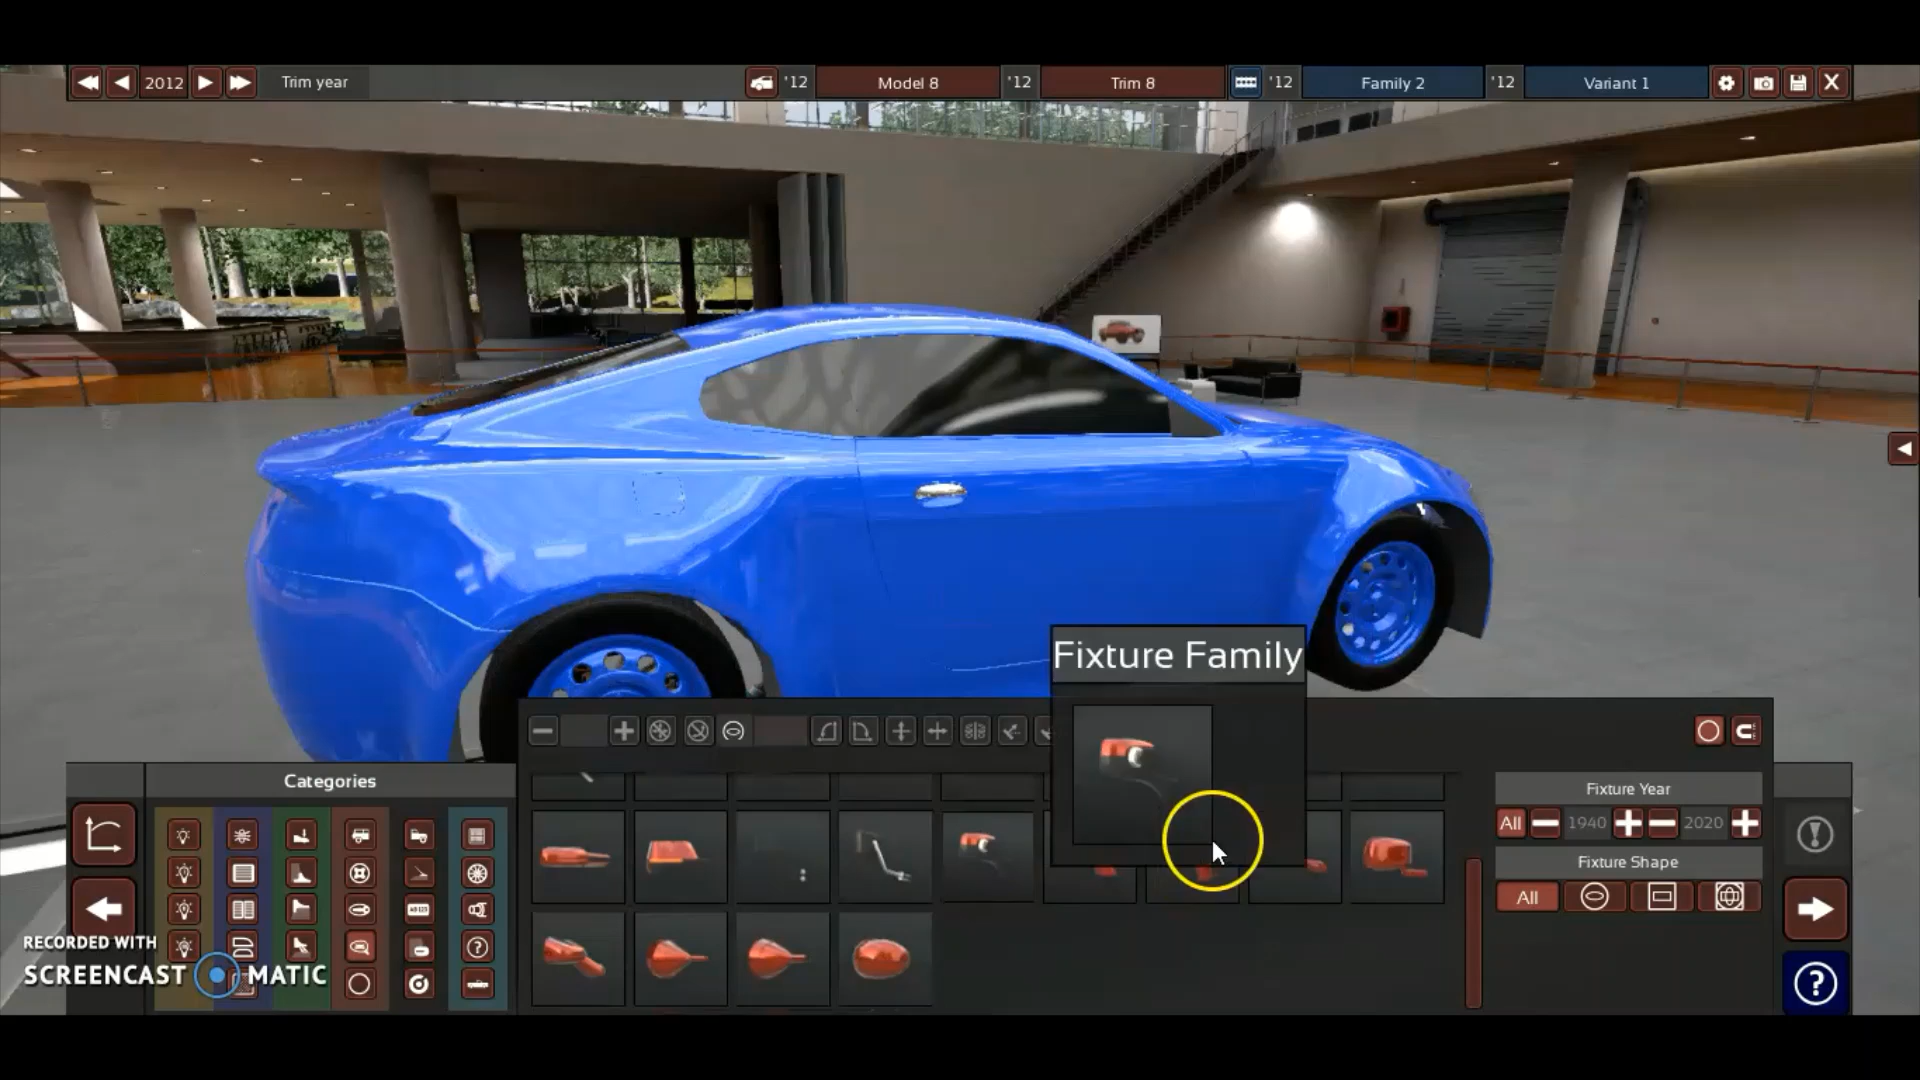 2012
Trim year
'12
Model 8
'12
Trim 8
'12
Family 2
'12
Variant 1
Fixture Family
Categories
Fixture Year
All
1940
2020
Fixture Shape
All
RECORDED WITH
SCREENCAST MATIC
?
?